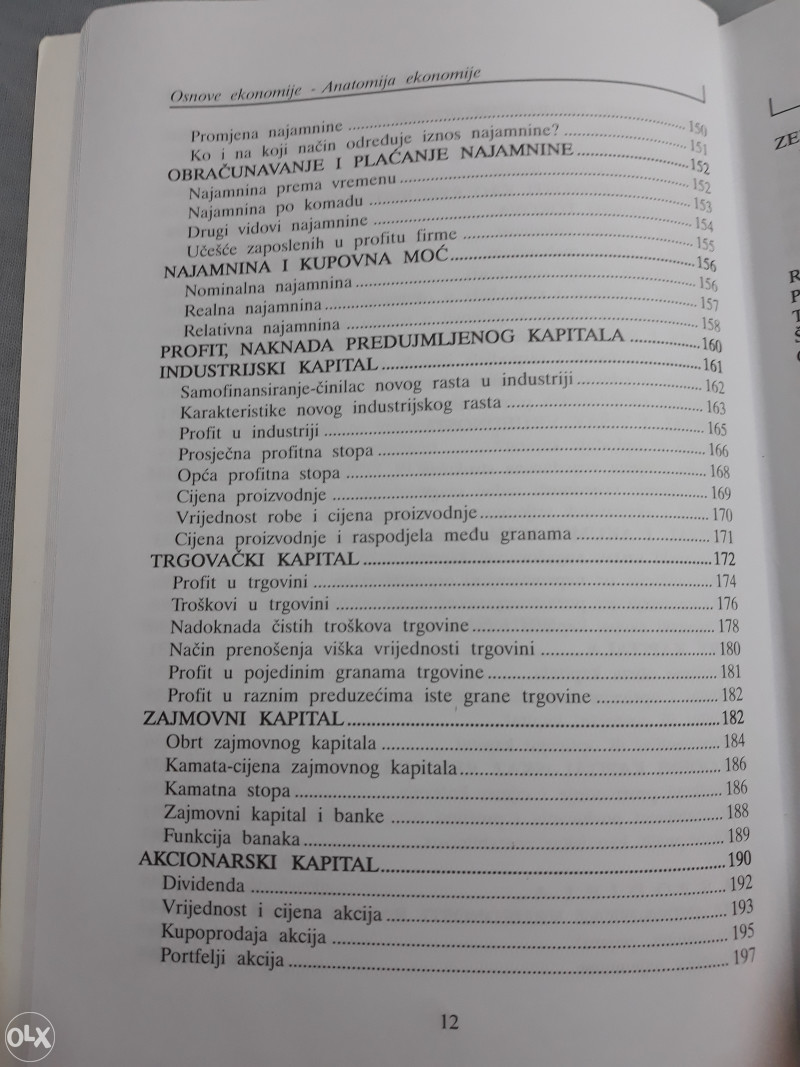 Osnove ekonomije - Anatomija ekonomije
Promjena najamnine ........ 150
Ko i na koji način određuje iznos najamnine? ........ 151
OBRAČUNAVANJE I PLAĆANJE NAJAMNINE ........ 152
Najamnina prema vremenu ........ 152
Najamnina po komadu ........ 153
Drugi vidovi najamnine ........ 154
Učešće zaposlenih u profitu firme ........ 155
NAJAMNINA I KUPOVNA MOĆ ........ 156
Nominalna najamnina ........ 156
Realna najamnina ........ 157
Relativna najamnina ........ 158
PROFIT, NAKNADA PREDUJMLJENOG KAPITALA ........ 160
INDUSTRIJSKI KAPITAL ........ 161
Samofinansiranje-činilac novog rasta u industriji ........ 162
Karakteristike novog industrijskog rasta ........ 163
Profit u industriji ........ 165
Prosječna profitna stopa ........ 166
Opća profitna stopa ........ 168
Cijena proizvodnje ........ 169
Vrijednost robe i cijena proizvodnje ........ 170
Cijena proizvodnje i raspodjela među granama ........ 171
TRGOVAČKI KAPITAL ........ 172
Profit u trgovini ........ 174
Troškovi u trgovini ........ 176
Nadoknada čistih troškova trgovine ........ 178
Način prenošenja viška vrijednosti trgovini ........ 180
Profit u pojedinim granama trgovine ........ 181
Profit u raznim preduzećima iste grane trgovine ........ 182
ZAJMOVNI KAPITAL ........ 182
Obrt zajmovnog kapitala ........ 184
Kamata-cijena zajmovnog kapitala ........ 186
Kamatna stopa ........ 186
Zajmovni kapital i banke ........ 188
Funkcija banaka ........ 189
AKCIONARSKI KAPITAL ........ 190
Dividenda ........ 192
Vrijednost i cijena akcija ........ 193
Kupoprodaja akcija ........ 195
Portfelji akcija ........ 197
12
OLX